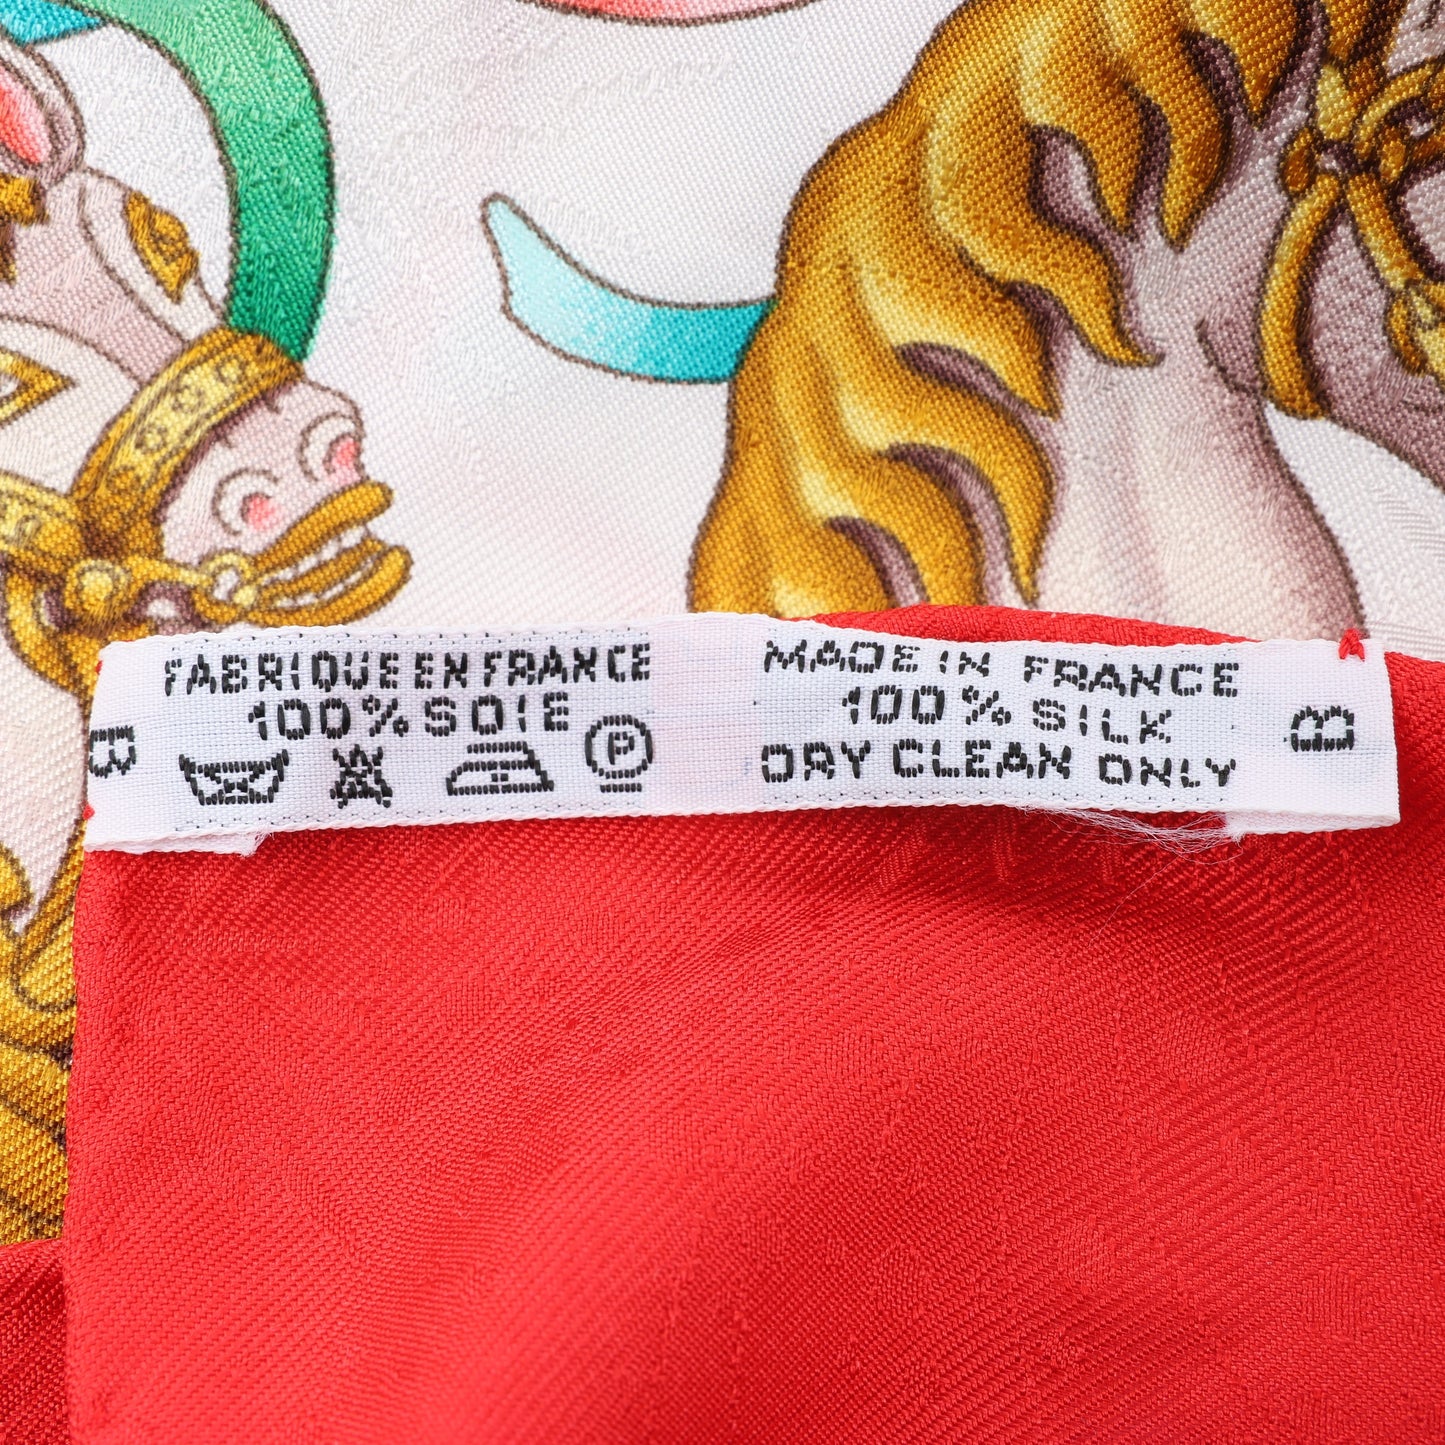 FABRIQUE EN FRANCE
100% SOIE
P
B
MADE IN FRANCE
100% SILK
DRY CLEAN ONLY
B